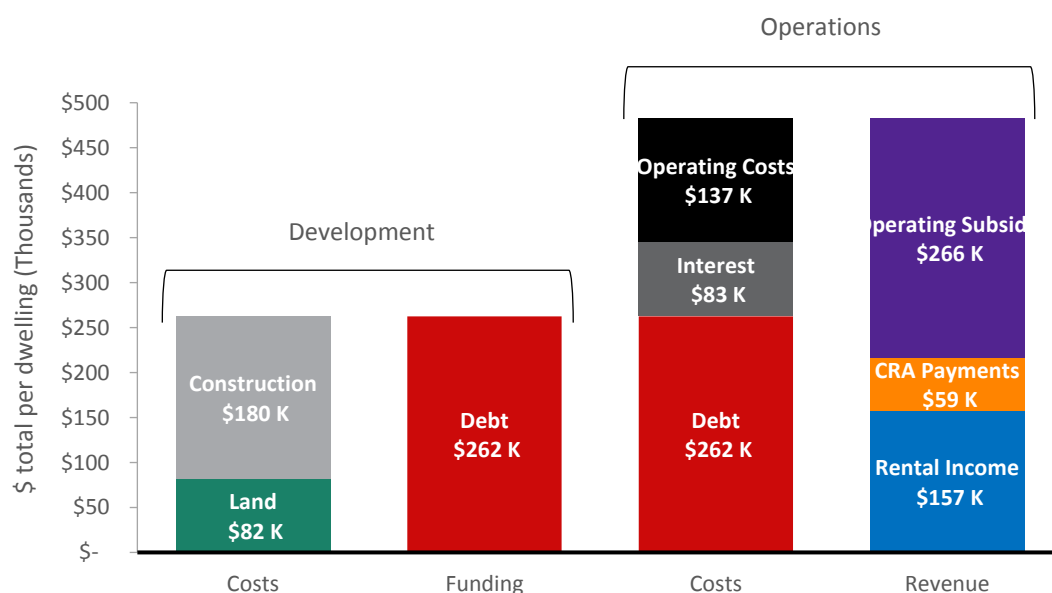 Operations
$ total per dwelling (Thousands)
$500
$450
$400
$350
$300
$250
$200
$150
$100
$50
$-
Development
Construction
$180 K
Land
$82 K
Debt
$262 K
Operating Costs
$137 K
Interest
$83 K
Debt
$262 K
Operating Subsid
$266 K
CRA Payments
$59 K
Rental Income
$157 K
Costs
Funding
Costs
Revenue